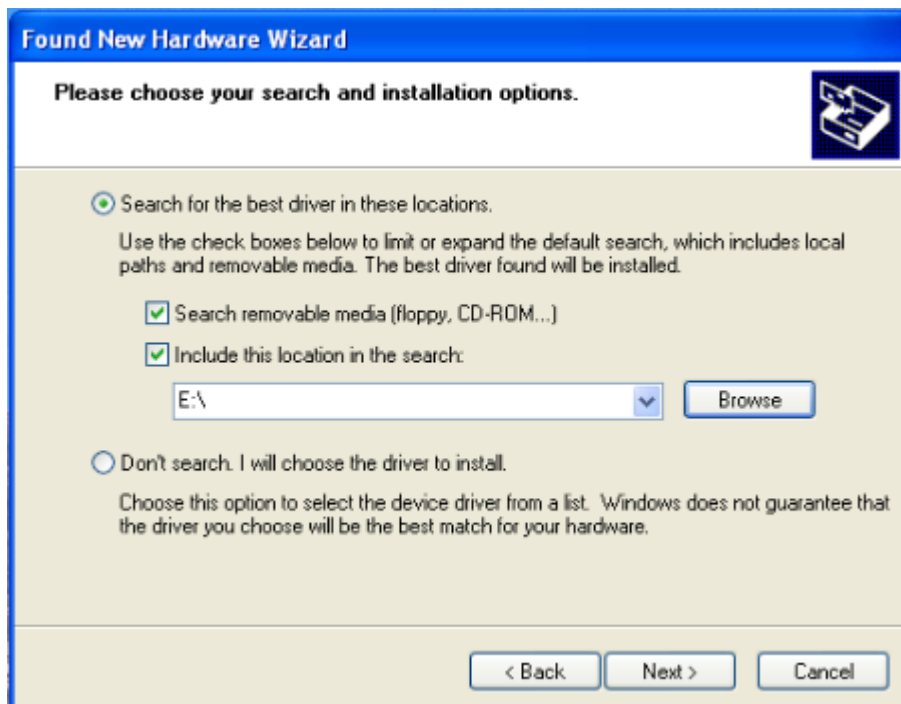 Found New Hardware Wizard
Please choose your search and installation options.
Search for the best driver in these locations.
Use the check boxes below to limit or expand the default search, which includes local
paths and removable media. The best driver found will be installed.
Search removable media (floppy, CD-ROM...)
Include this location in the search:
E:\
Browse
Don't search. I will choose the driver to install.
Choose this option to select the device driver from a list. Windows does not guarantee that
the driver you choose will be the best match for your hardware.
< Back Next > Cancel